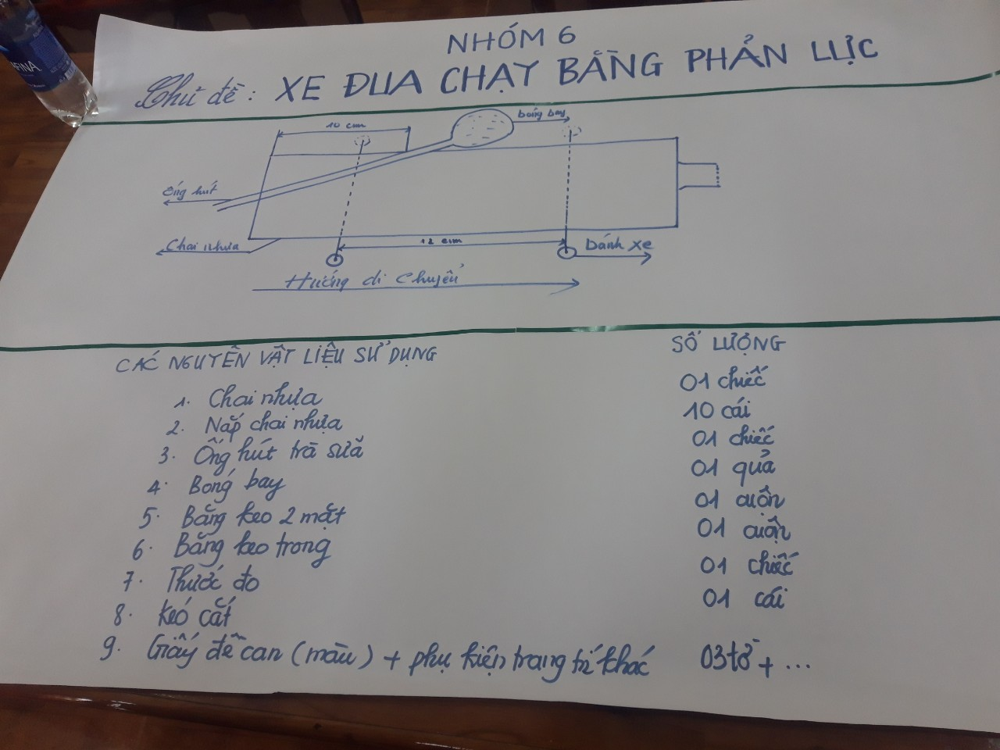 FINA
NHÓM 6
Chủ đề: XE ĐUA CHẠY BẰNG PHẢN LỰC
10 cm
bóng bay
ống hút
Chai nhựa
12 cm
bánh xe
Hướng di chuyển
CÁC NGUYÊN VẬT LIỆU SỬ DỤNG SỐ LƯỢNG
1. Chai nhựa 01 chiếc
2. Nắp chai nhựa 10 cái
3. Ống hút trà sữa 01 chiếc
4. Bóng bay 01 quả
5. Băng keo 2 mặt 01 cuộn
6. Băng keo trong 01 cuộn
7. Thước đo 01 chiếc
8. Kéo cắt 01 cái
9. Giấy đề can (màu) + phụ kiện trang trí khác 03 tờ + ...